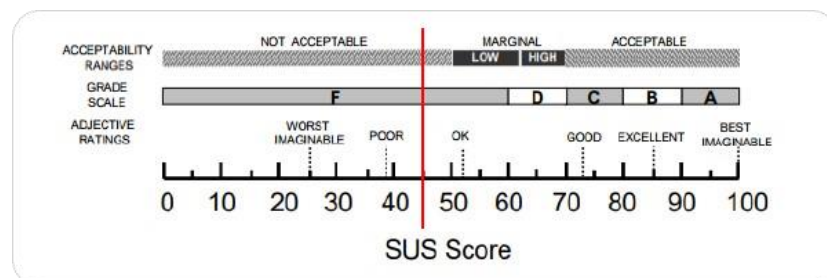 NOT ACCEPTABLE MARGINAL ACCEPTABLE
ACCEPTABILITY
RANGES
LOW HIGH
GRADE
SCALE
F D C B A
ADJECTIVE
RATINGS
WORST
IMAGINABLE
POOR OK GOOD EXCELLENT
BEST
IMAGINABLE
0 10 20 30 40 50 60 70 80 90 100
SUS Score